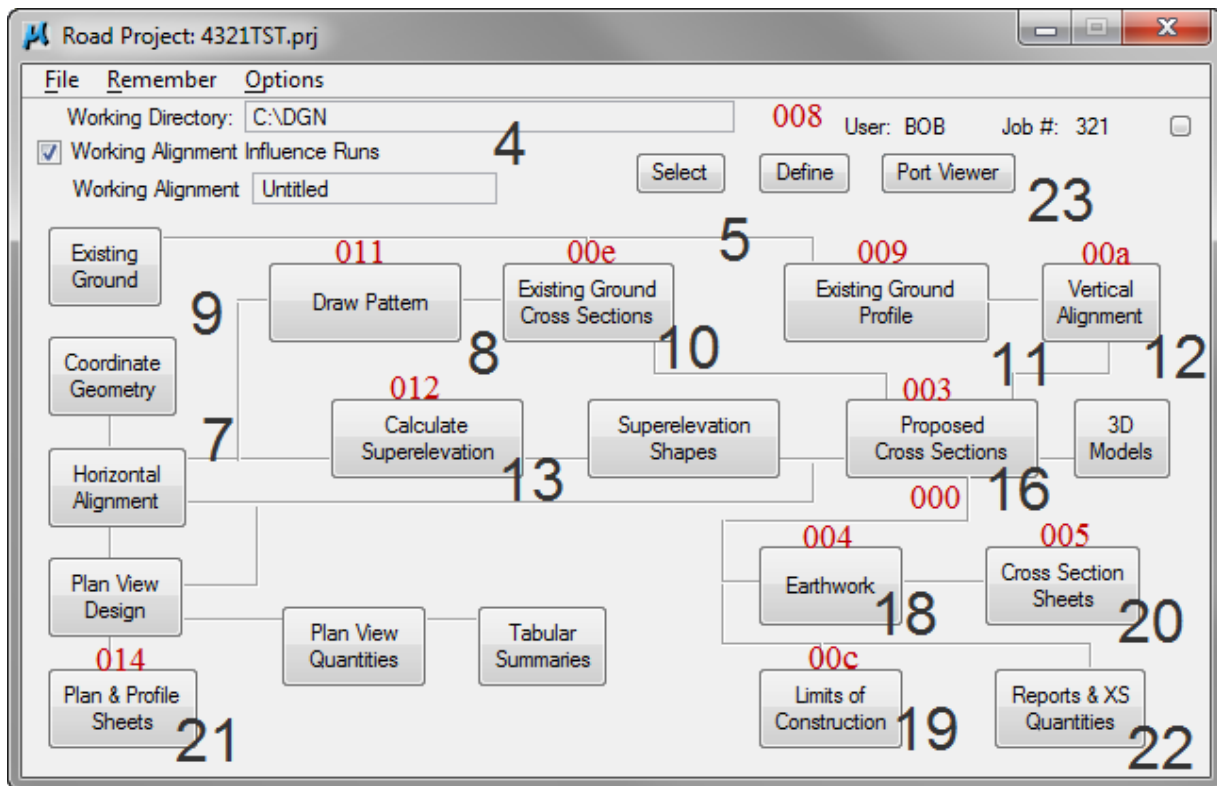 Road Project: 4321TST.prj
File Remember Options
Working Directory: C:\DGN
008
User: BOB Job #: 321
Working Alignment Influence Runs
4
Working Alignment Untitled
Select
Define
Port Viewer
23
Existing
Ground
9
011
Draw Pattern
8
00e
Existing Ground
Cross Sections
10
5
009
Existing Ground
Profile
11
00a
Vertical
Alignment
12
Coordinate
Geometry
7
012
Calculate
Superelevation
13
Superelevation
Shapes
003
Proposed
Cross Sections
16
000
3D
Models
Horizontal
Alignment
Plan View
Design
Plan View
Quantities
Tabular
Summaries
004
Earthwork
18
005
Cross Section
Sheets
20
014
Plan & Profile
Sheets
21
00c
Limits of
Construction
19
Reports & XS
Quantities
22